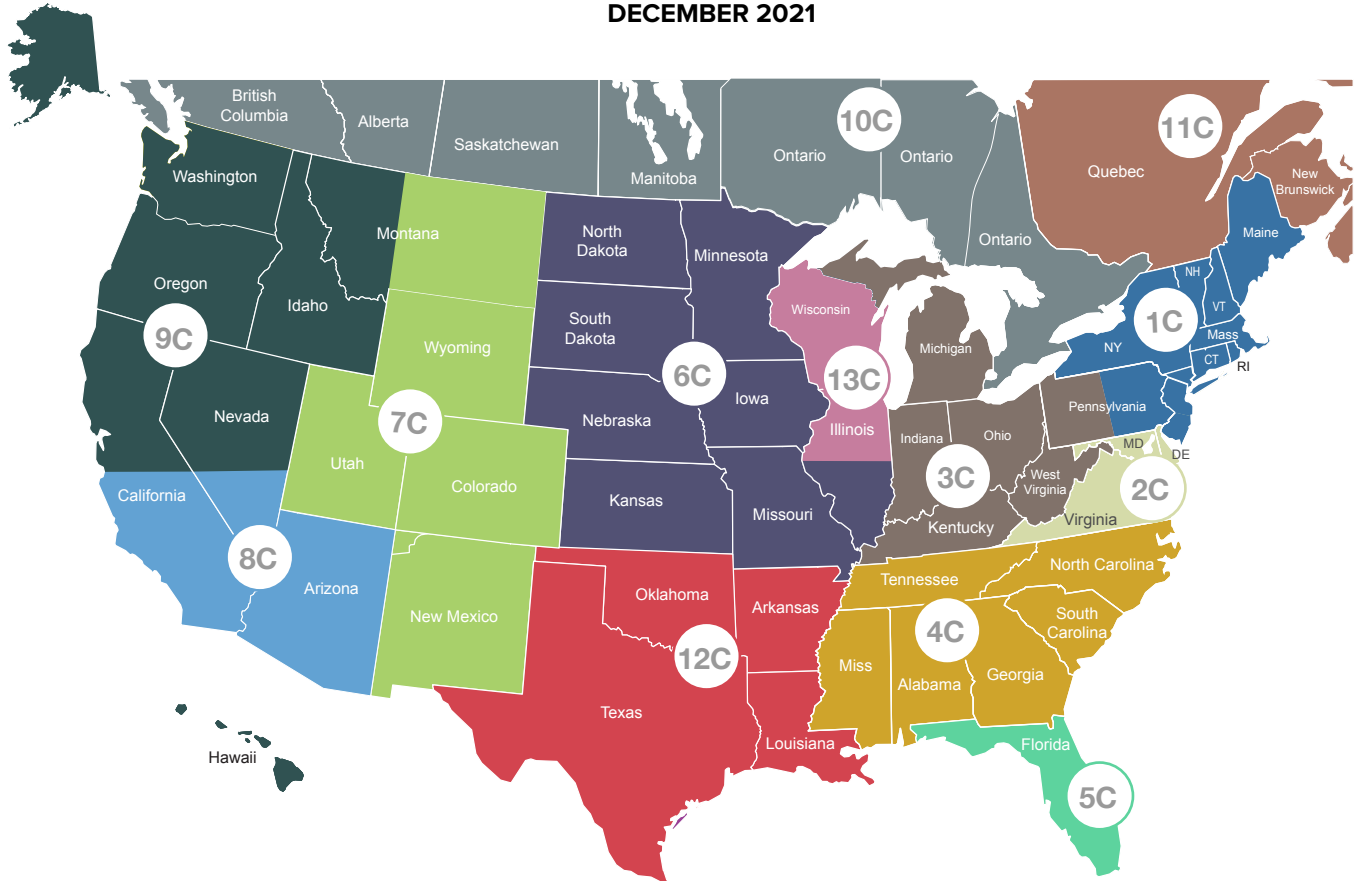 DECEMBER 2021
British
Columbia
Alberta
Saskatchewan
Manitoba
10C
Ontario
Ontario
Ontario
11C
Quebec
New
Brunswick
Washington
Montana
Oregon
Idaho
9C
Nevada
Wyoming
7C
Utah
Colorado
North
Dakota
Minnesota
South
Dakota
6C
Nebraska
Iowa
Kansas
Missouri
Wisconsin
13C
Illinois
Michigan
Indiana
Ohio
3C
West
Virginia
Kentucky
Pennsylvania
Maine
NH
VT
1C
NY
Mass
CT
RI
MD
DE
2C
Virginia
California
8C
Arizona
New Mexico
Oklahoma
Arkansas
12C
Texas
Louisiana
Tennessee
North Carolina
South
Carolina
4C
Miss
Alabama
Georgia
Florida
5C
Hawaii